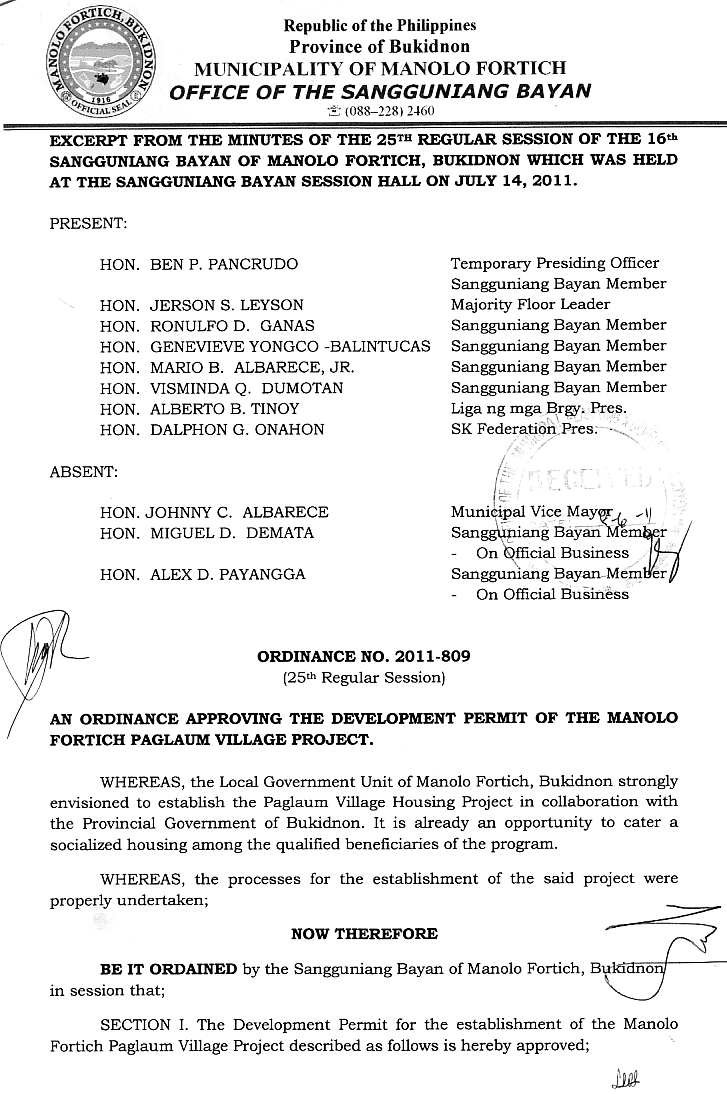 MANOLO FORTICH, BUKIDNON
1916
OFFICIAL SEAL
Republic of the Philippines
Province of Bukidnon
MUNICIPALITY OF MANOLO FORTICH
OFFICE OF THE SANGGUNIANG BAYAN
☏ (088–228) 2460
EXCERPT FROM THE MINUTES OF THE 25TH REGULAR SESSION OF THE 16th
SANGGUNIANG BAYAN OF MANOLO FORTICH, BUKIDNON WHICH WAS HELD
AT THE SANGGUNIANG BAYAN SESSION HALL ON JULY 14, 2011.
PRESENT:
HON. BEN P. PANCRUDO Temporary Presiding Officer
Sangguniang Bayan Member
HON. JERSON S. LEYSON Majority Floor Leader
HON. RONULFO D. GANAS Sangguniang Bayan Member
HON. GENEVIEVE YONGCO -BALINTUCAS Sangguniang Bayan Member
HON. MARIO B. ALBARECE, JR. Sangguniang Bayan Member
HON. VISMINDA Q. DUMOTAN Sangguniang Bayan Member
HON. ALBERTO B. TINOY Liga ng mga Brgy. Pres.
HON. DALPHON G. ONAHON SK Federation Pres.
RECEIVED
ABSENT:
HON. JOHNNY C. ALBARECE Municipal Vice Mayor
HON. MIGUEL D. DEMATA Sangguniang Bayan Member
- On Official Business
HON. ALEX D. PAYANGGA Sangguniang Bayan Member
- On Official Business
ORDINANCE NO. 2011-809
(25th Regular Session)
AN ORDINANCE APPROVING THE DEVELOPMENT PERMIT OF THE MANOLO
FORTICH PAGLAUM VILLAGE PROJECT.
WHEREAS, the Local Government Unit of Manolo Fortich, Bukidnon strongly
envisioned to establish the Paglaum Village Housing Project in collaboration with
the Provincial Government of Bukidnon. It is already an opportunity to cater a
socialized housing among the qualified beneficiaries of the program.
WHEREAS, the processes for the establishment of the said project were
properly undertaken;
NOW THEREFORE
BE IT ORDAINED by the Sangguniang Bayan of Manolo Fortich, Bukidnon
in session that;
SECTION I. The Development Permit for the establishment of the Manolo
Fortich Paglaum Village Project described as follows is hereby approved;